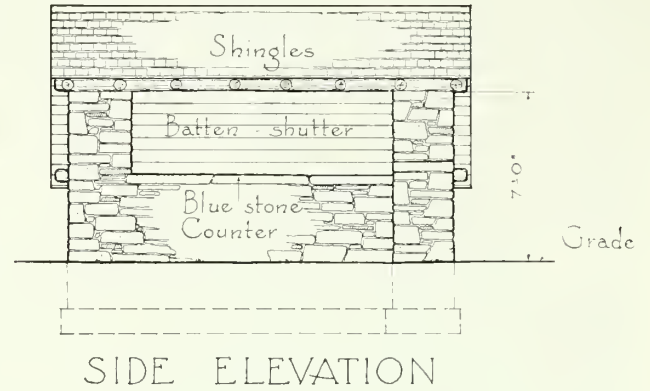 Shingles
Batten - shutter
Blue stone
Counter
7'-0"
Grade
SIDE ELEVATION